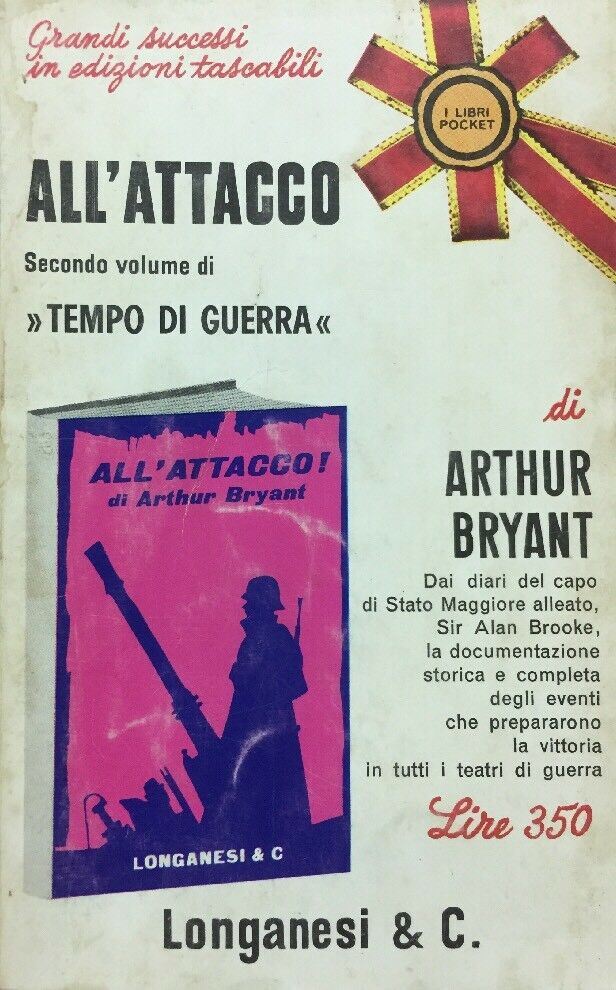 Grandi successi
in edizioni tascabili
I LIBRI
POCKET
ALL'ATTACCO
Secondo volume di
»TEMPO DI GUERRA«
ALL'ATTACCO!
di Arthur Bryant
LONGANESI & C
di
ARTHUR
BRYANT
Dai diari del capo
di Stato Maggiore alleato,
Sir Alan Brooke,
la documentazione
storica e completa
degli eventi
che prepararono
la vittoria
in tutti i teatri di guerra
Lire 350
Longanesi & C.